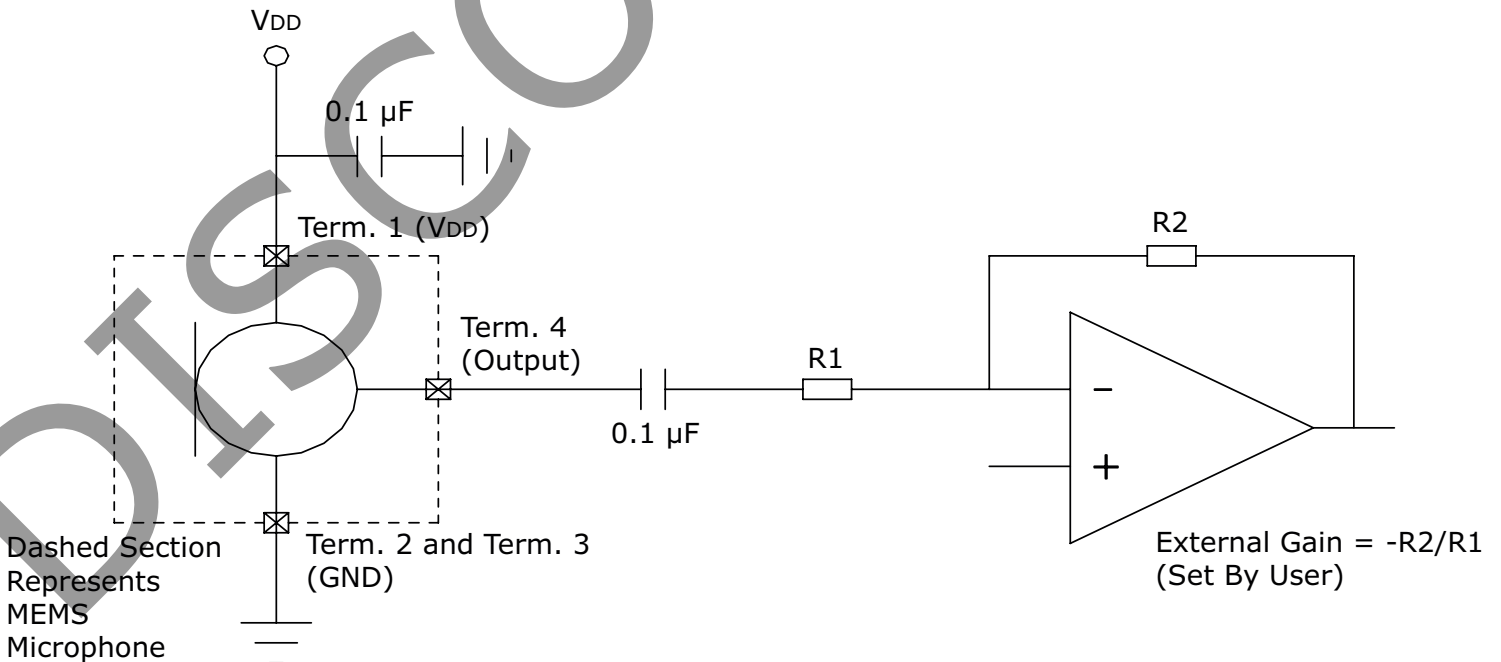 VDD
0.1 µF
Term. 1 (VDD)
R2
Term. 4
(Output)
R1
0.1 µF
−
+
Term. 2 and Term. 3
(GND)
Dashed Section
Represents
MEMS
Microphone
External Gain = -R2/R1
(Set By User)
DISCO